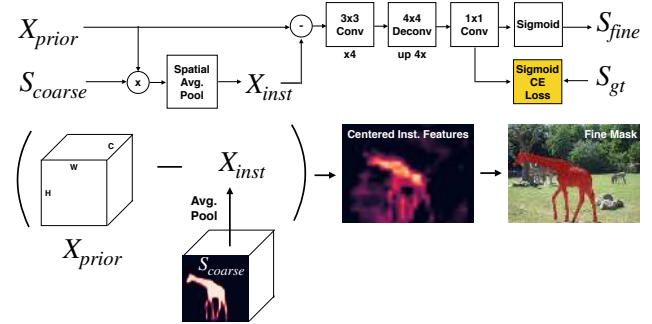 X_prior
-
3x3 Conv
x4
4x4 Deconv
up 4x
1x1 Conv
Sigmoid
S_fine
S_coarse
x
Spatial Avg. Pool
X_inst
Sigmoid CE Loss
S_gt
C
W
H
X_prior
—
X_inst
Avg. Pool
S_coarse
Centered Inst. Features
Fine Mask